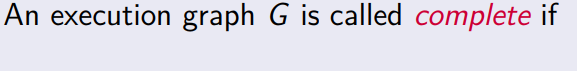 An execution graph G is called complete if